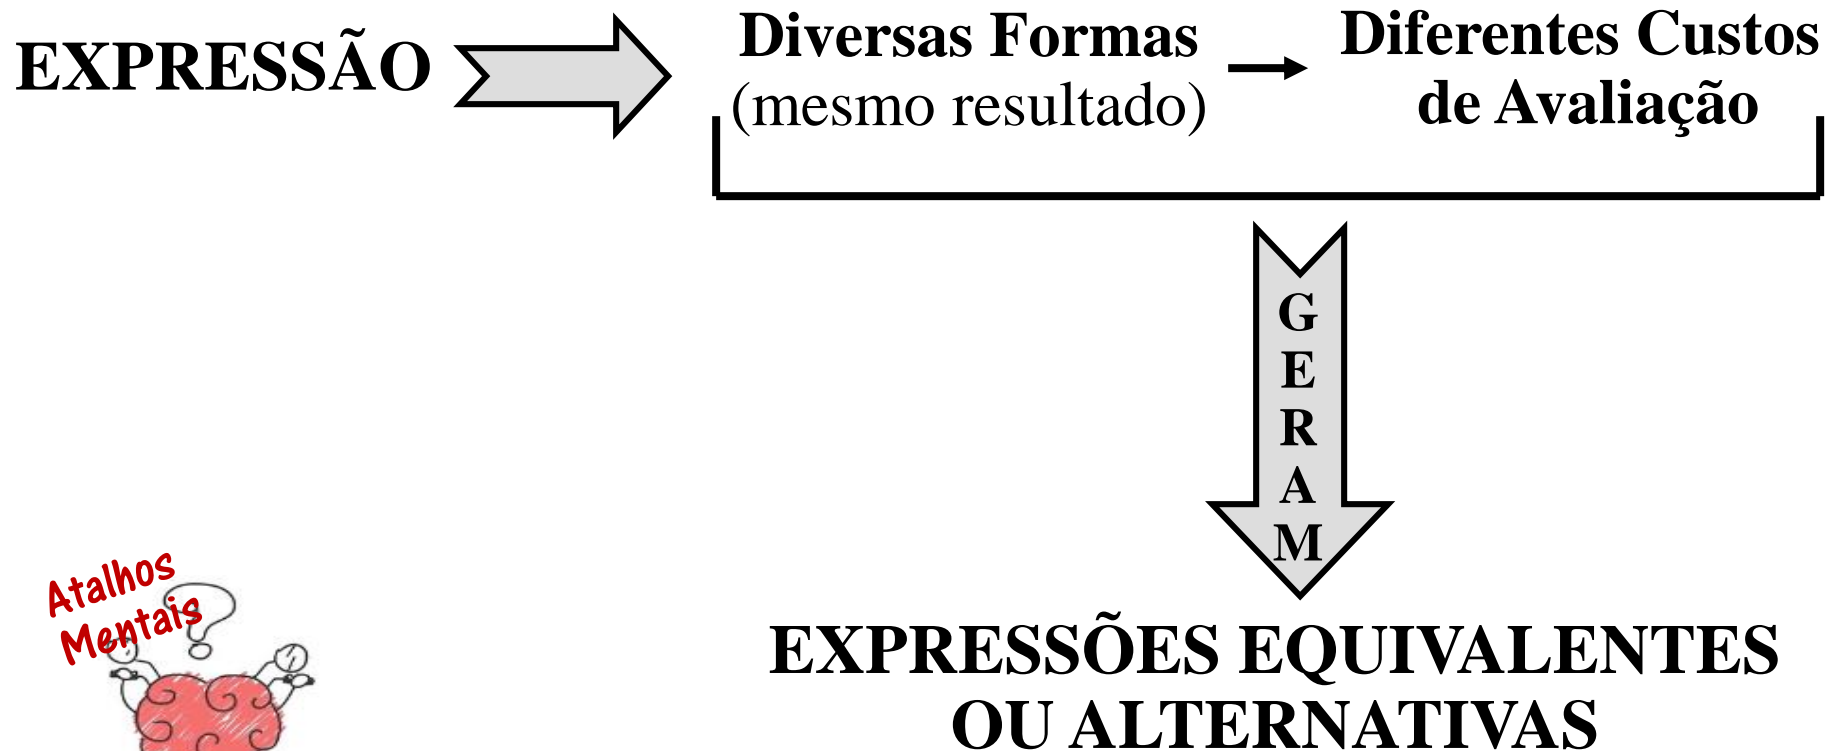 EXPRESSÃO
Diversas Formas
(mesmo resultado)
Diferentes Custos
de Avaliação
G
E
R
A
M
Atalhos
Mentais
EXPRESSÕES EQUIVALENTES
OU ALTERNATIVAS